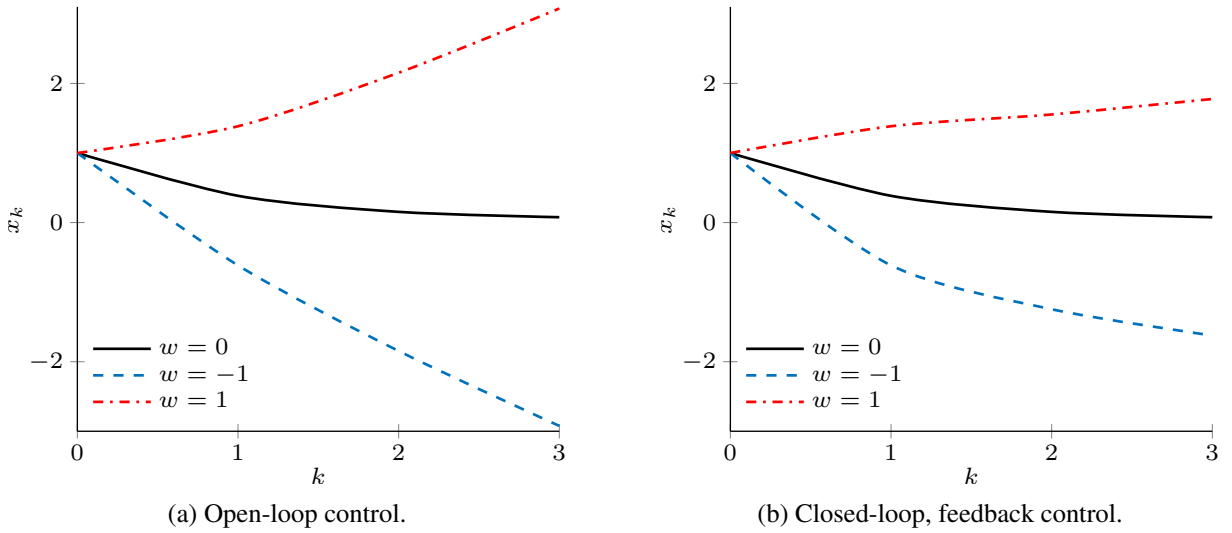 2
0
−2
x_k
w = 0
w = −1
w = 1
0 1 2 3
k
(a) Open-loop control.
2
0
−2
x_k
w = 0
w = −1
w = 1
0 1 2 3
k
(b) Closed-loop, feedback control.